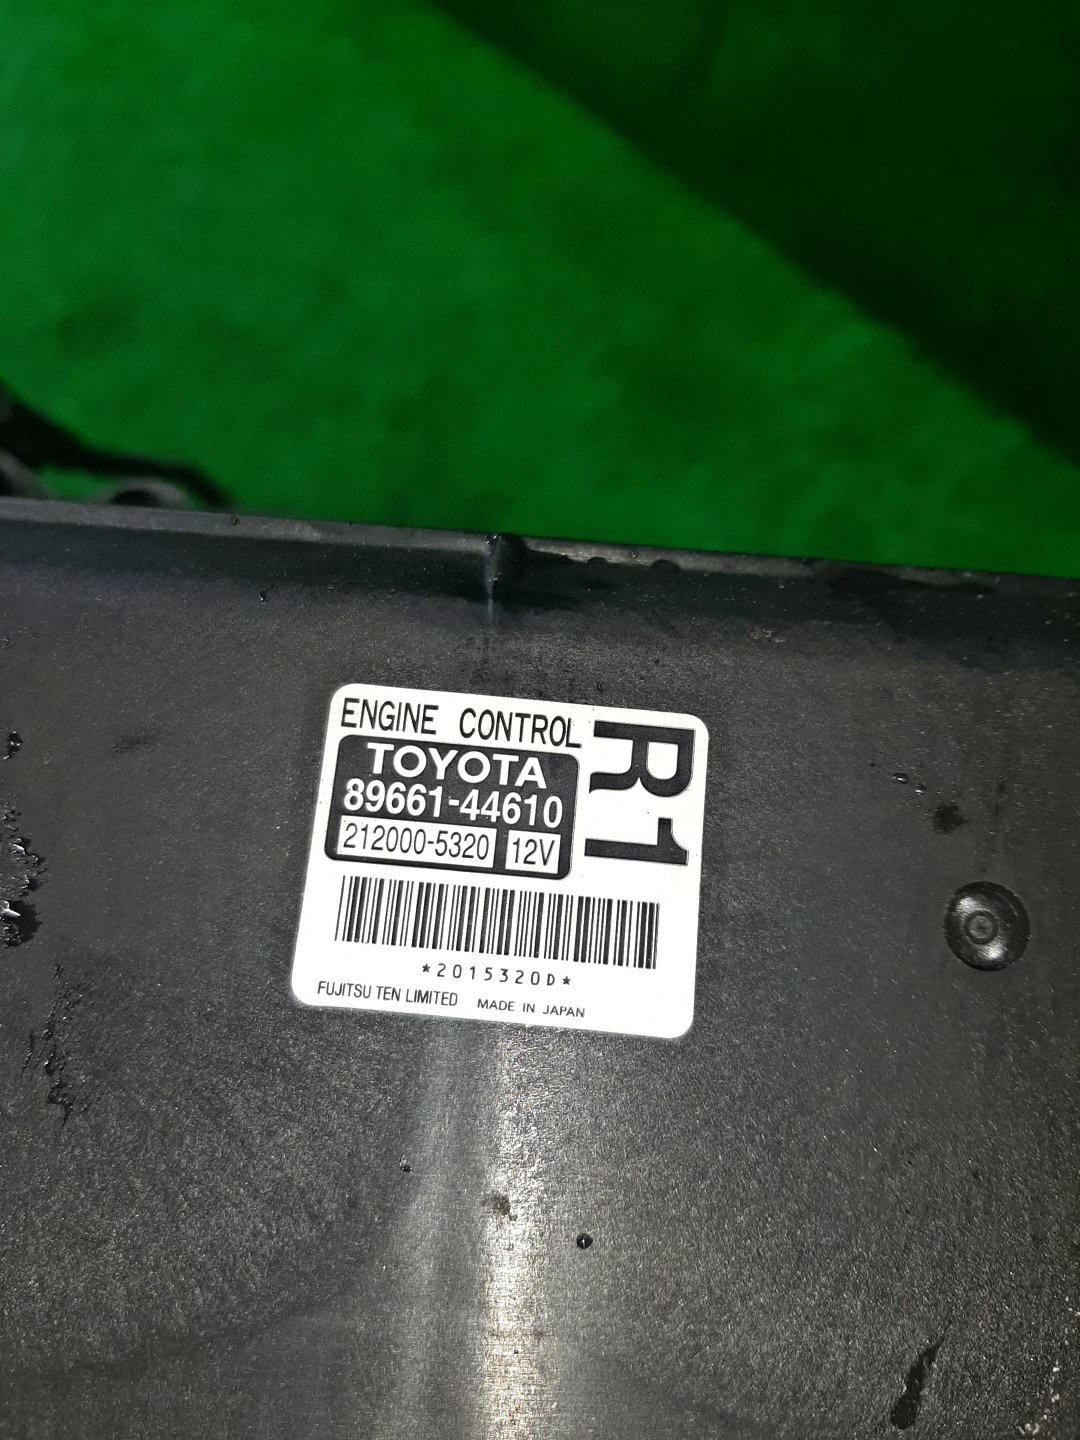 ENGINE CONTROL
R1
TOYOTA
89661-44610
212000-5320 12V
*2015320D*
FUJITSU TEN LIMITED MADE IN JAPAN